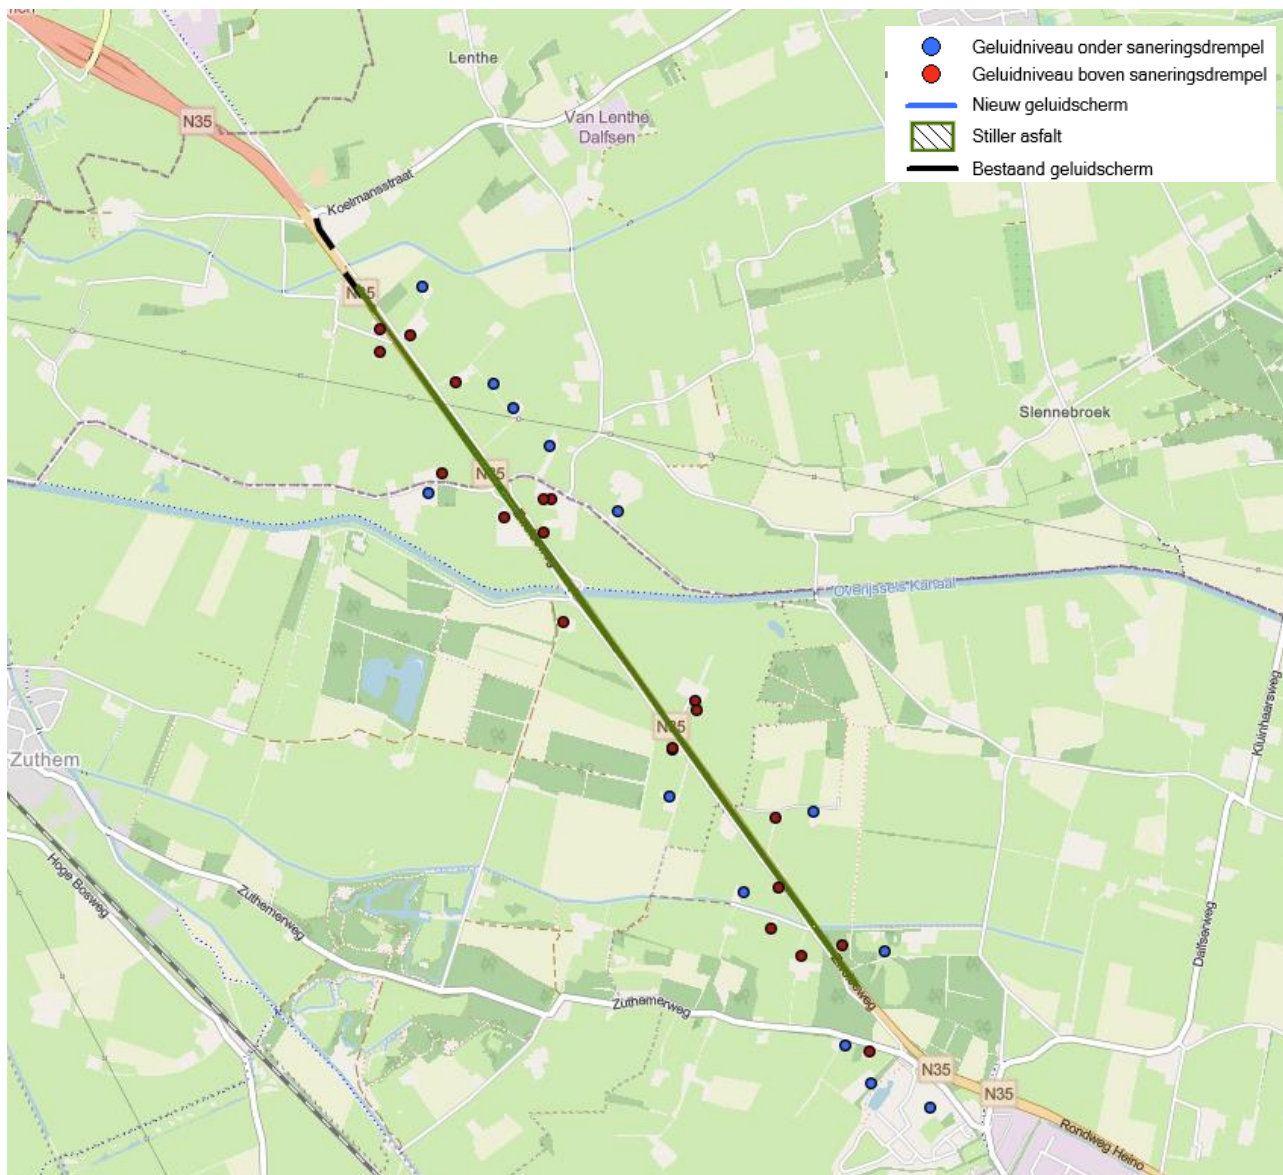 Geluidniveau onder saneringsdrempel
Geluidniveau boven saneringsdrempel
Nieuw geluidscherm
Stiller asfalt
Bestaand geluidscherm
Lenthe
N35
Van Lenthe
Dalfsen
Koelmansstraat
N35
Slennebroek
N35
Overijssels Kanaal
Kluinhaarsweg
N35
Zuthem
Hoge Bosweg
Zuthemerweg
Dalfserweg
Zwolseweg
Zuthemerweg
N35
N35
Rondweg Heino